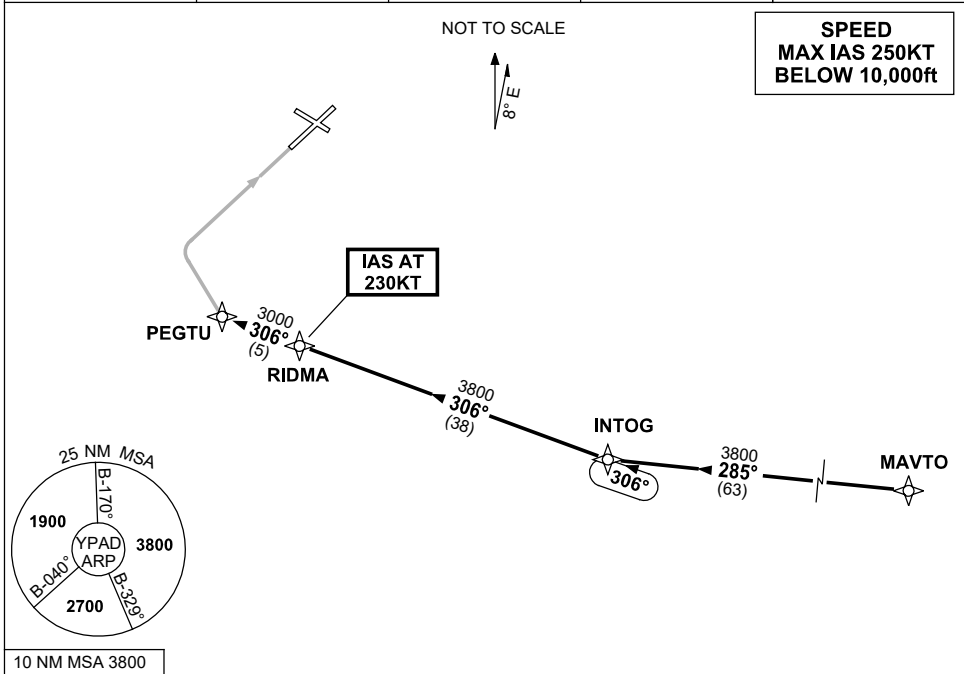 NOT TO SCALE
SPEED
MAX IAS 250KT
BELOW 10,000ft
8° E
IAS AT
230KT
PEGTU
3000
306°
(5)
RIDMA
3800
306°
(38)
INTOG
306°
3800
285°
(63)
MAVTO
25 NM MSA
B-170°
1900
YPAD
ARP
3800
B-040°
B-329°
2700
10 NM MSA 3800